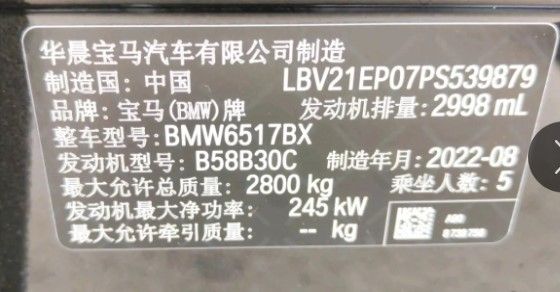 华晨宝马汽车有限公司制造
制造国: 中国 LBV21EP07PS539879
品牌: 宝马(BMW)牌 发动机排量: 2998 mL
整车型号: BMW6517BX
发动机型号: B58B30C 制造年月: 2022-08
最大允许总质量: 2800 kg 乘坐人数: 5
发动机最大净功率: 245 kW
最大允许牵引质量: -- kg